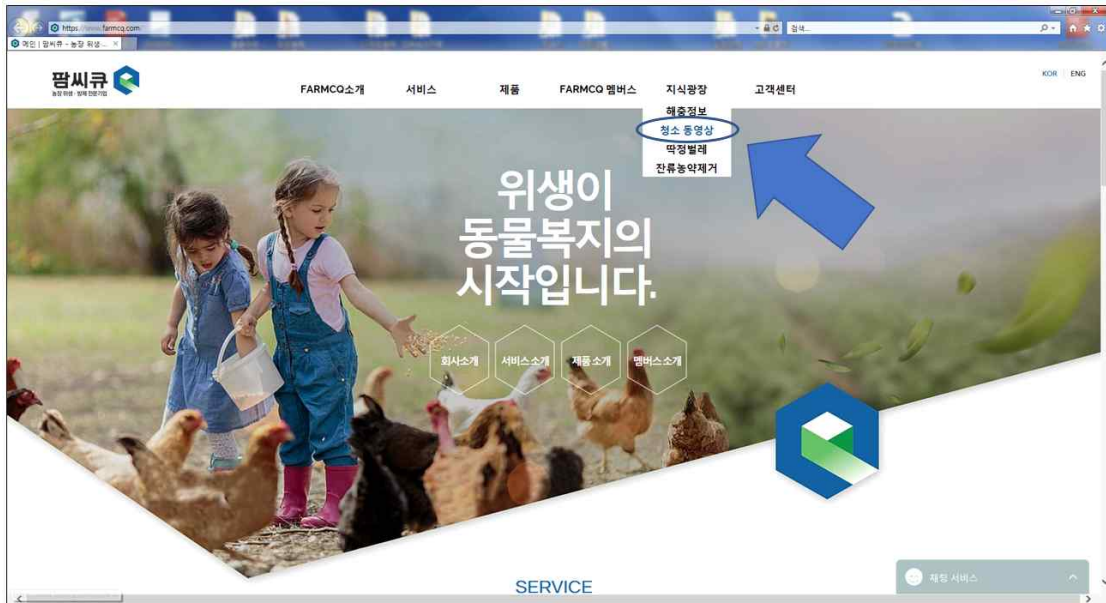 https://www.farmcq.com
검색...
메인 | 팜씨큐 - 농장 위생...
팜씨큐
농장 위생·방제 전문기업
KOR ENG
FARMCQ소개 서비스 제품 FARMCQ 멤버스 지식광장 고객센터
해충정보
청소 동영상
딱정벌레
잔류농약제거
위생이
동물복지의
시작입니다.
회사소개 서비스소개 제품소개 멤버스소개
SERVICE
채팅 서비스